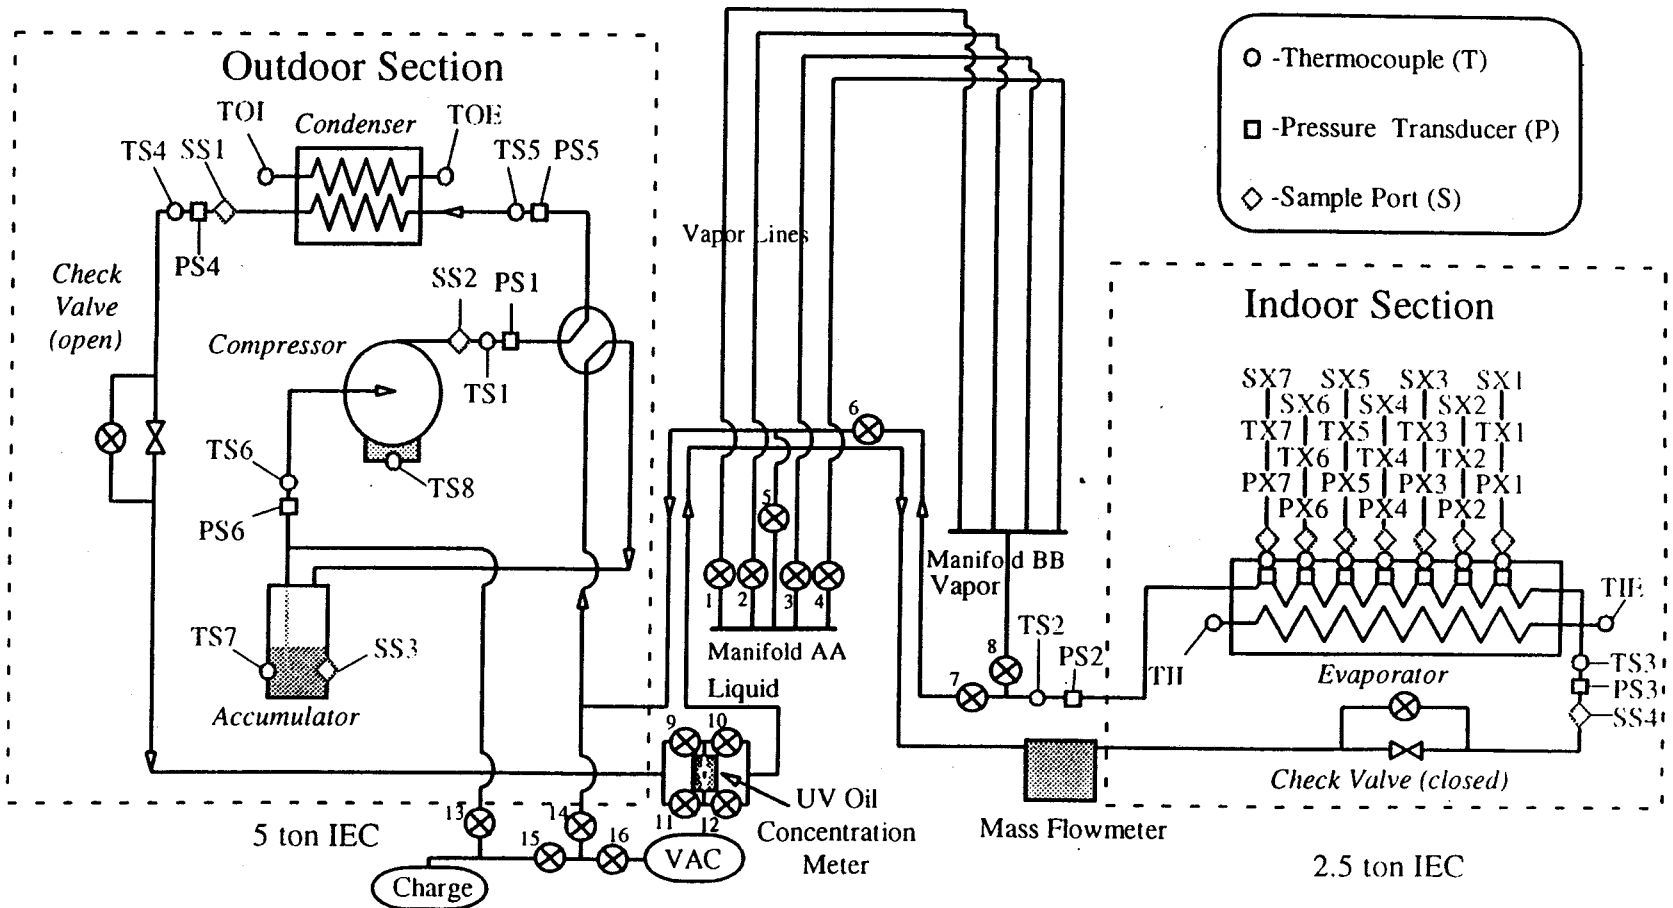 Outdoor Section
TOI
Condenser
TOE
TS4
SS1
TS5
PS5
PS4
Check
Valve
(open)
SS2
PS1
Compressor
TS1
TS6
TS8
PS6
TS7
SS3
Accumulator
5 ton IEC
13
14
15
16
Charge
VAC
Vapor Lines
6
5
1
2
3
4
Manifold AA
Liquid
9
10
11
12
UV Oil
Concentration
Meter
Manifold BB
Vapor
8
7
TS2
PS2
Mass Flowmeter
○ -Thermocouple (T)
□ -Pressure Transducer (P)
◇ -Sample Port (S)
Indoor Section
SX7 SX5 SX3 SX1
SX6 SX4 SX2
TX7 TX5 TX3 TX1
TX6 TX4 TX2
PX7 PX5 PX3 PX1
PX6 PX4 PX2
TIE
TII
Evaporator
TS3
PS3
SS4
Check Valve (closed)
2.5 ton IEC